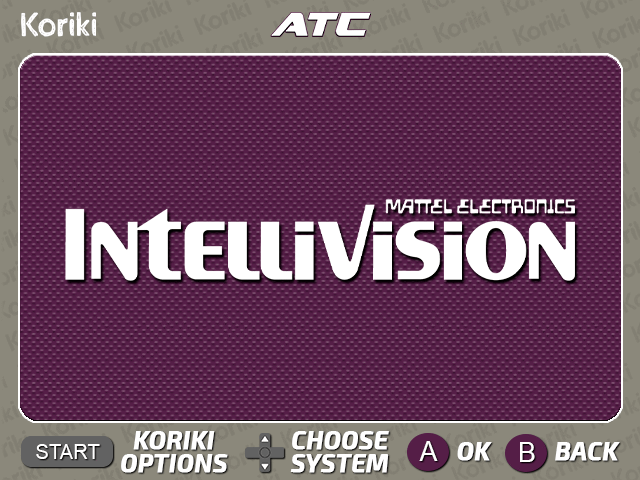 Koriki
ATC
MATTEL ELECTRONICS
INTELLIVISION
START
KORIKI
OPTIONS
CHOOSE
SYSTEM
A
OK
B
BACK